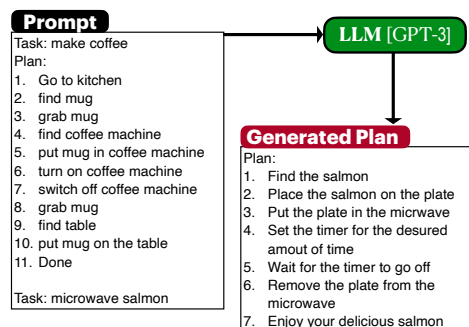 Prompt
Task: make coffee
Plan:
1. Go to kitchen
2. find mug
3. grab mug
4. find coffee machine
5. put mug in coffee machine
6. turn on coffee machine
7. switch off coffee machine
8. grab mug
9. find table
10. put mug on the table
11. Done
Task: microwave salmon
LLM [GPT-3]
Generated Plan
Plan:
1. Find the salmon
2. Place the salmon on the plate
3. Put the plate in the micrwave
4. Set the timer for the desured
amout of time
5. Wait for the timer to go off
6. Remove the plate from the
microwave
7. Enjoy your delicious salmon